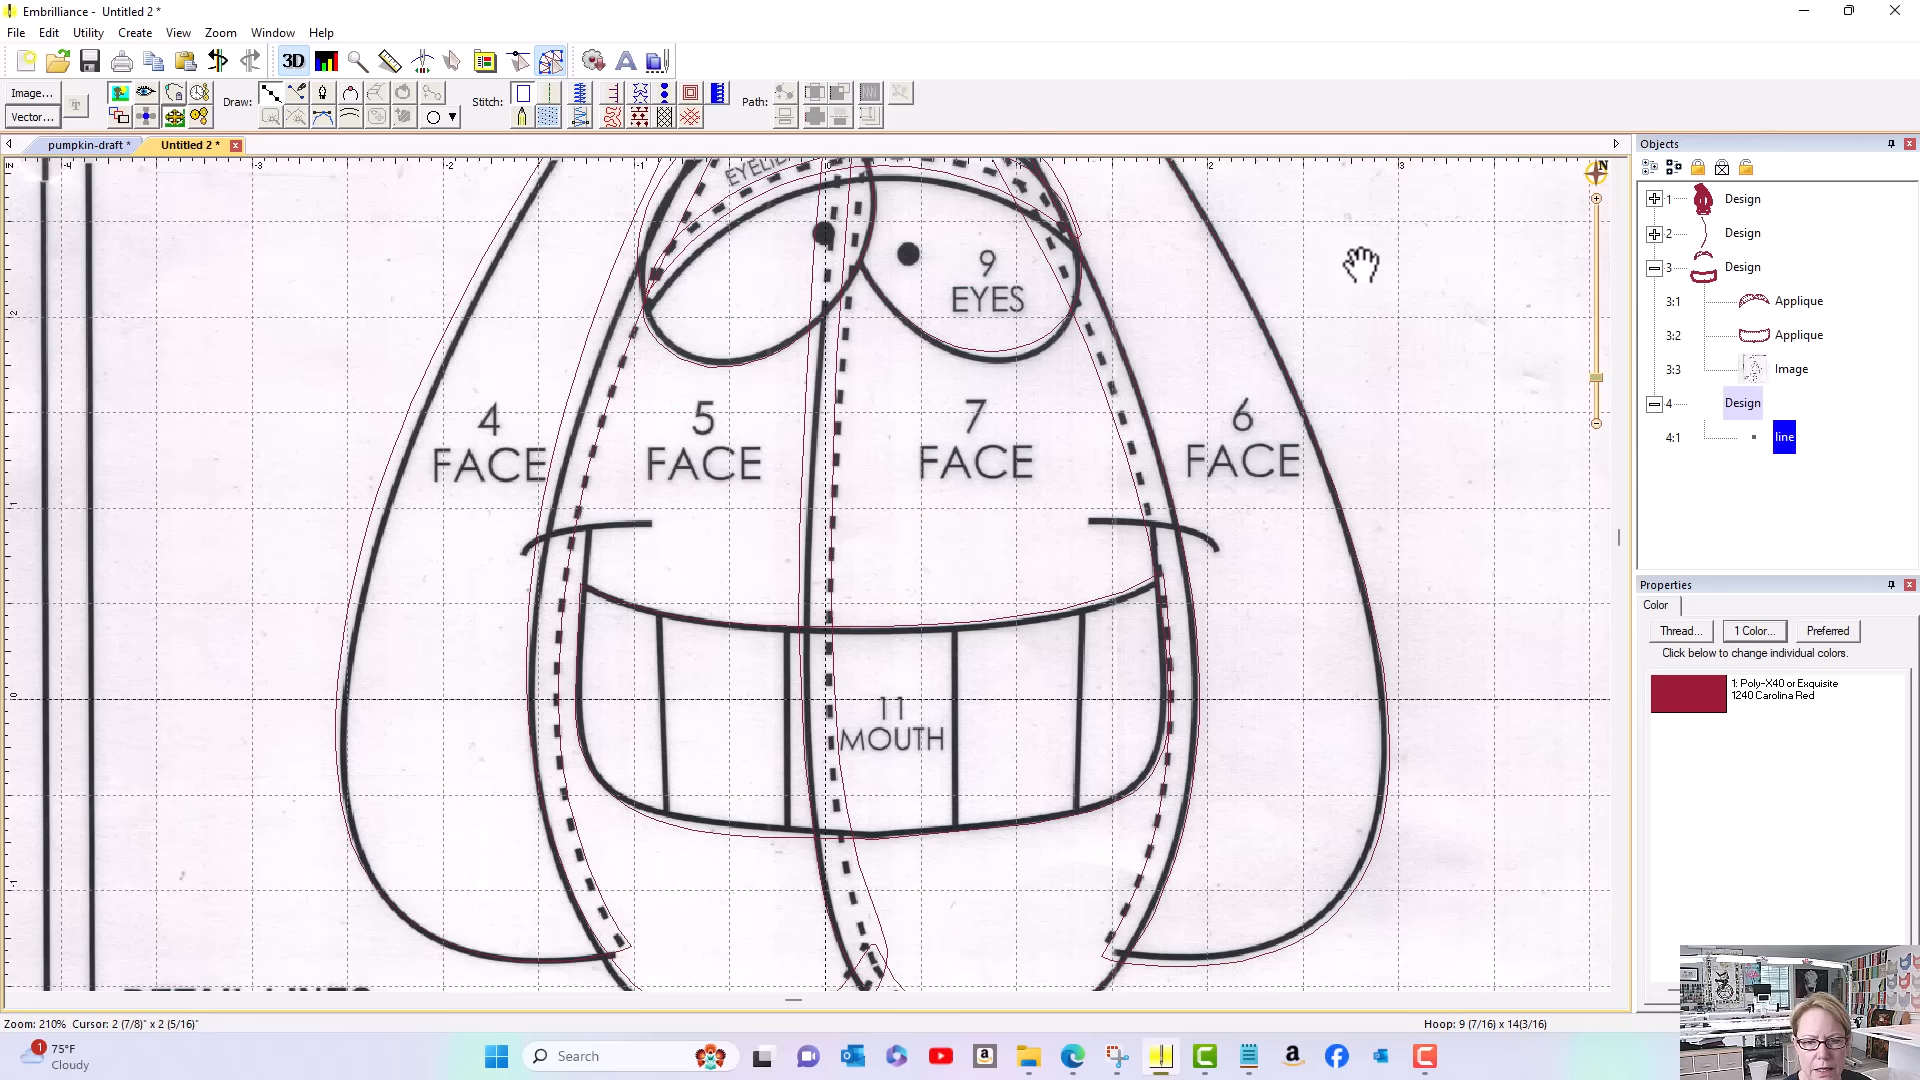 Embrilliance - Untitled 2 *
File Edit Utility Create View Zoom Window Help
3D
Image...
Vector...
Draw:
Stitch:
Path:
pumpkin-draft *
Untitled 2 *
9
EYES
4
FACE
5
FACE
7
FACE
6
FACE
11
MOUTH
N
Objects
1 Design
2 Design
3 Design
3:1 Applique
3:2 Applique
3:3 Image
4 Design
4:1 line
Properties
Color
Thread... 1 Color... Preferred
Click below to change individual colors.
1: Poly-X40 or Exquisite
1240 Carolina Red
Zoom: 210% Cursor: 2 (7/8)" x 2 (5/16)"
Hoop: 9 (7/16) x 14(3/16)
1
75°F
Cloudy
Search